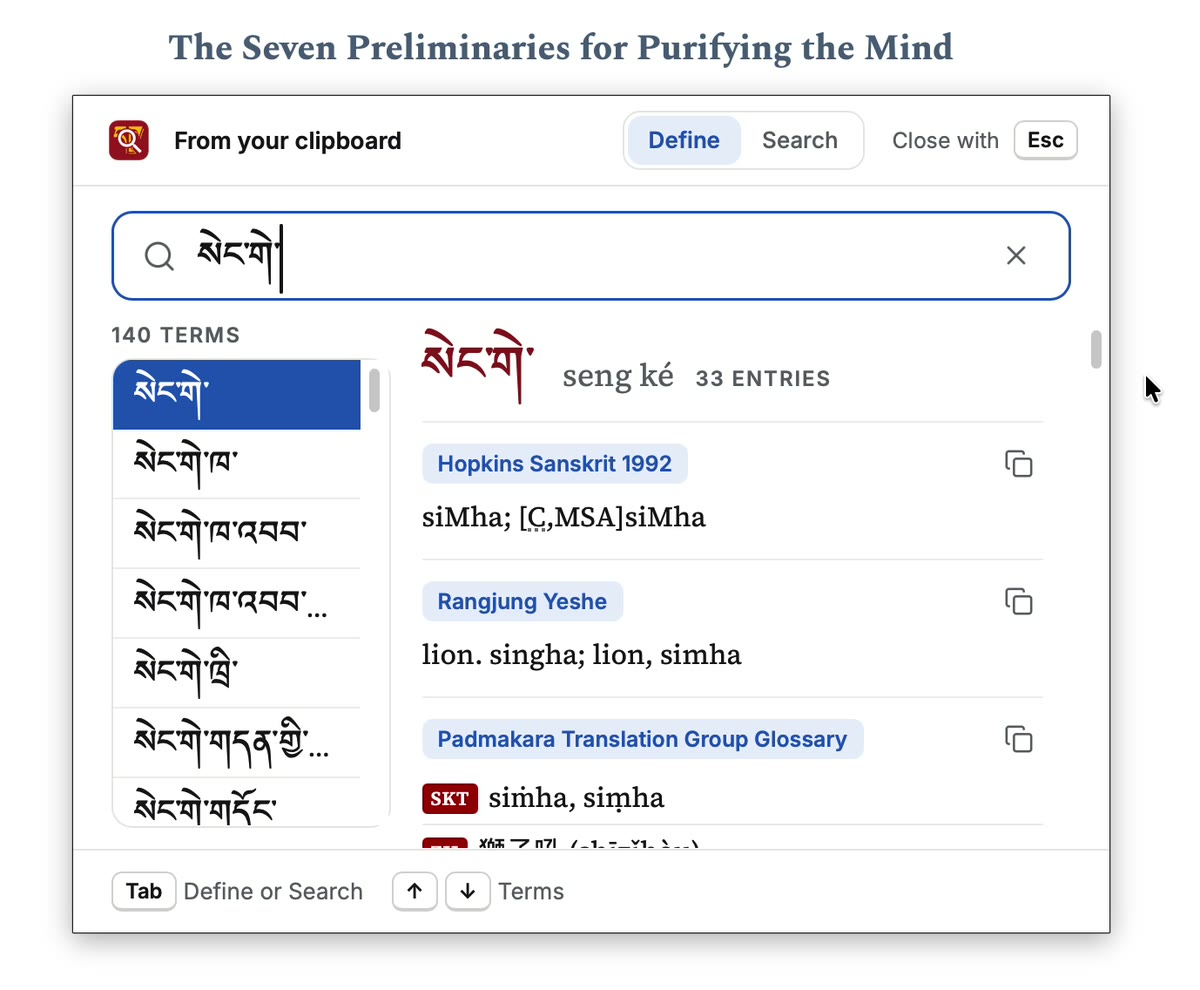 The Seven Preliminaries for Purifying the Mind
From your clipboard
Define Search
Close with Esc
སེང་གེ་
140 TERMS
སེང་གེ་
སེང་གེ་ཁ་
སེང་གེ་ཁ་འབབ་
སེང་གེ་ཁ་འབབ་...
སེང་གེ་ཁྲི་
སེང་གེ་གདན་གྱི་...
སེང་གེ་གདོང་
སེང་གེ་ seng ké 33 ENTRIES
Hopkins Sanskrit 1992
siMha; [C,MSA]siMha
Rangjung Yeshe
lion. singha; lion, simha
Padmakara Translation Group Glossary
SKT siṁha, siṃha
Tab Define or Search ↑ ↓ Terms